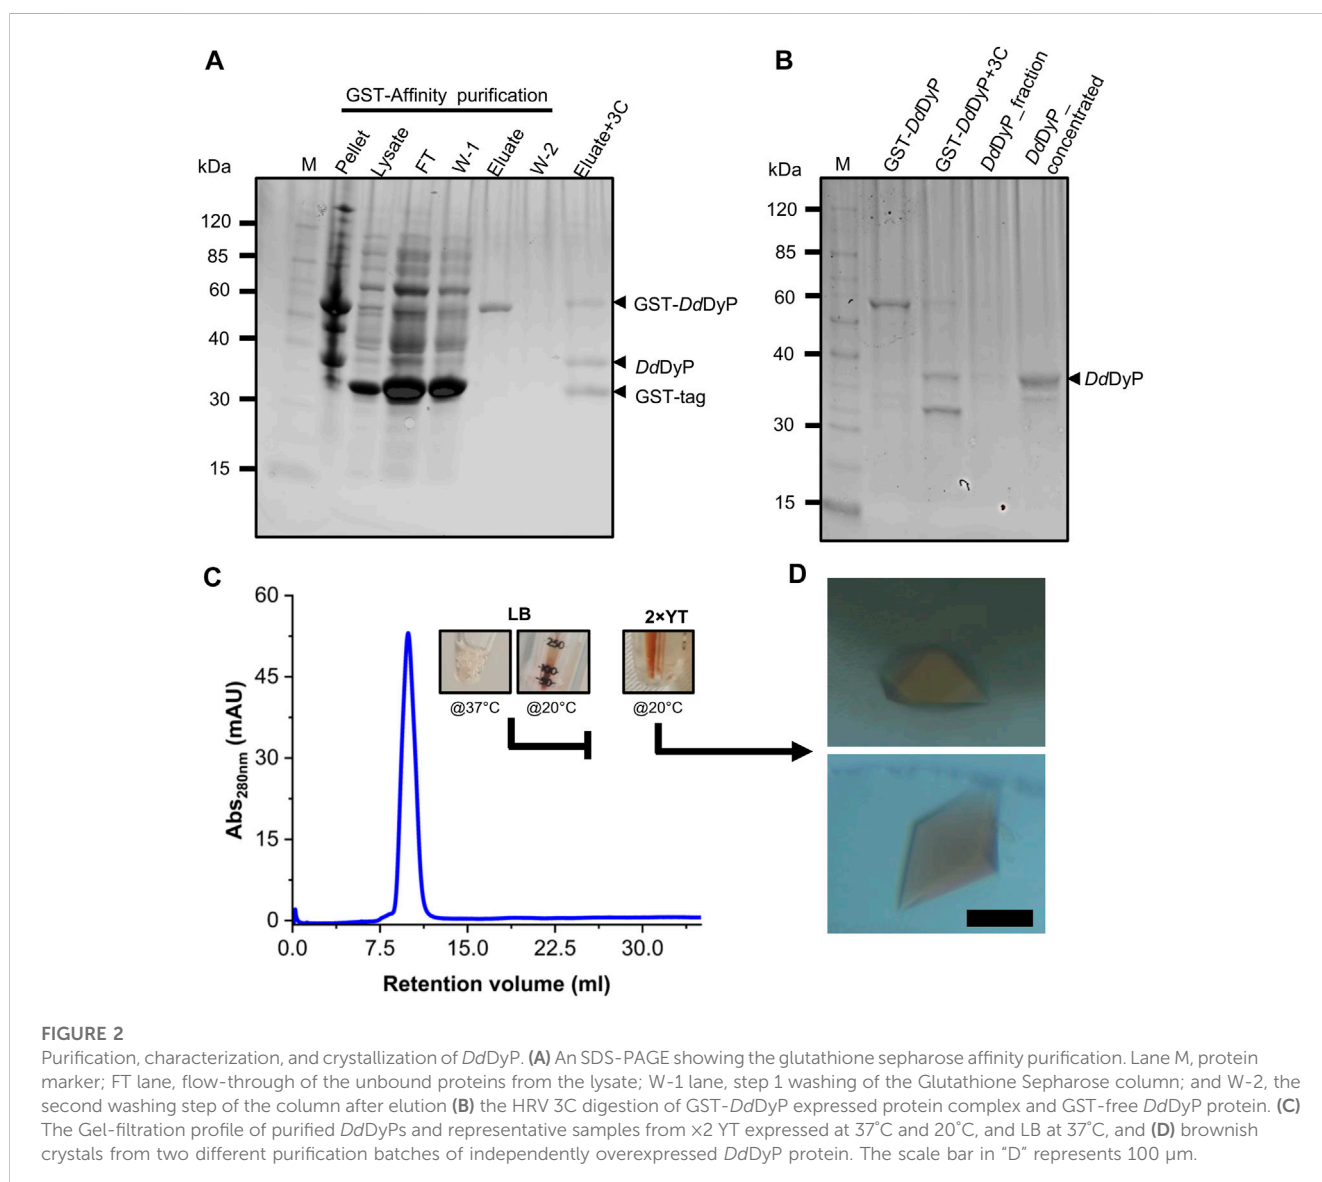 A
GST-Affinity purification
kDa
M
Pellet
Lysate
FT
W-1
Eluate
W-2
Eluate+3C
120
85
60
40
30
15
GST-DdDyP
DdDyP
GST-tag
B
kDa
M
GST-DdDyP
GST-DdDyP+3C
DdDyP_fraction
DdDyP_
concentrated
120
85
60
40
30
15
DdDyP
C
Abs280nm (mAU)
60
45
30
15
0
0.0 7.5 15.0 22.5 30.0
Retention volume (ml)
LB
2×YT
250
@37°C
@20°C
@20°C
D
FIGURE 2
Purification, characterization, and crystallization of DdDyP. (A) An SDS-PAGE showing the glutathione sepharose affinity purification. Lane M, protein
marker; FT lane, flow-through of the unbound proteins from the lysate; W-1 lane, step 1 washing of the Glutathione Sepharose column; and W-2, the
second washing step of the column after elution (B) the HRV 3C digestion of GST-DdDyP expressed protein complex and GST-free DdDyP protein. (C)
The Gel-filtration profile of purified DdDyPs and representative samples from ×2 YT expressed at 37°C and 20°C, and LB at 37°C, and (D) brownish
crystals from two different purification batches of independently overexpressed DdDyP protein. The scale bar in "D" represents 100 μm.